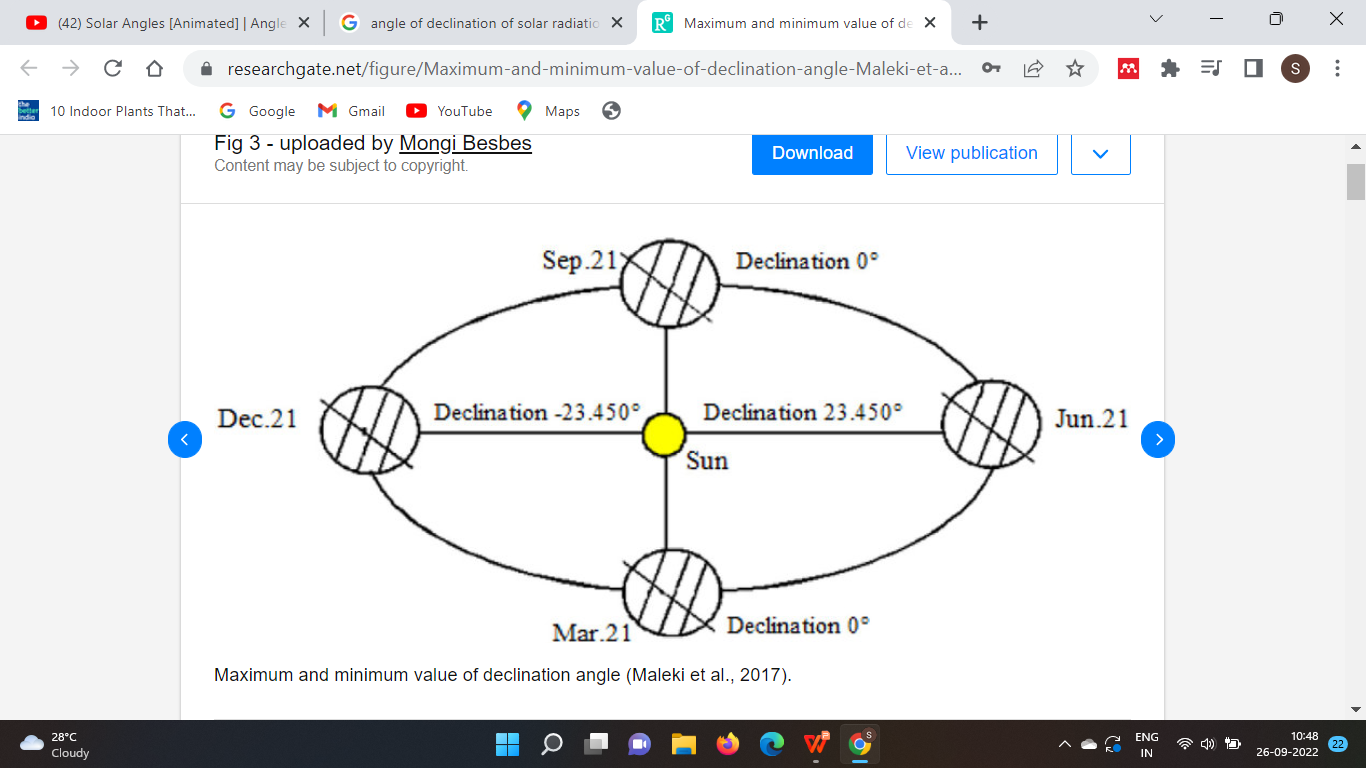 (42) Solar Angles [Animated] | Angle
angle of declination of solar radiatio
Maximum and minimum value of de
researchgate.net/figure/Maximum-and-minimum-value-of-declination-angle-Maleki-et-a...
S
the better india
10 Indoor Plants That...
Google
Gmail
YouTube
Maps
Fig 3 - uploaded by Mongi Besbes
Content may be subject to copyright.
Download
View publication
Sep.21
Declination 0°
Dec.21
Declination -23.450°
Declination 23.450°
Jun.21
Sun
Mar.21
Declination 0°
Maximum and minimum value of declination angle (Maleki et al., 2017).
28°C
Cloudy
S
ENG
IN
10:48
26-09-2022
22